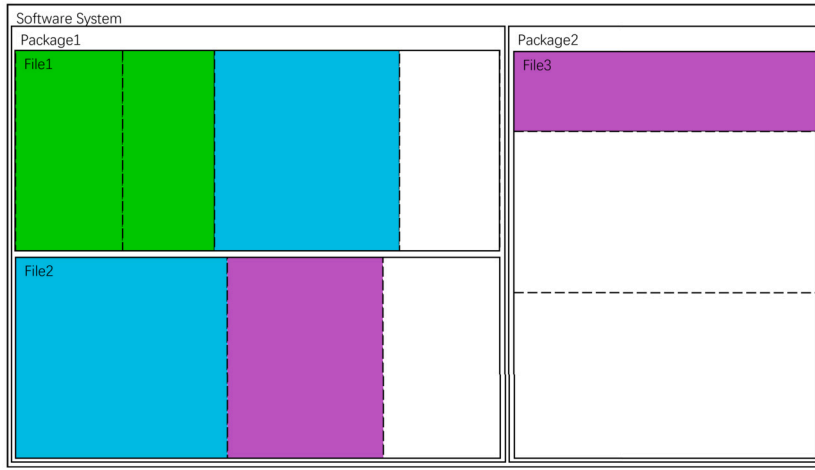 Software System
Package1
Package2
File1
File3
File2